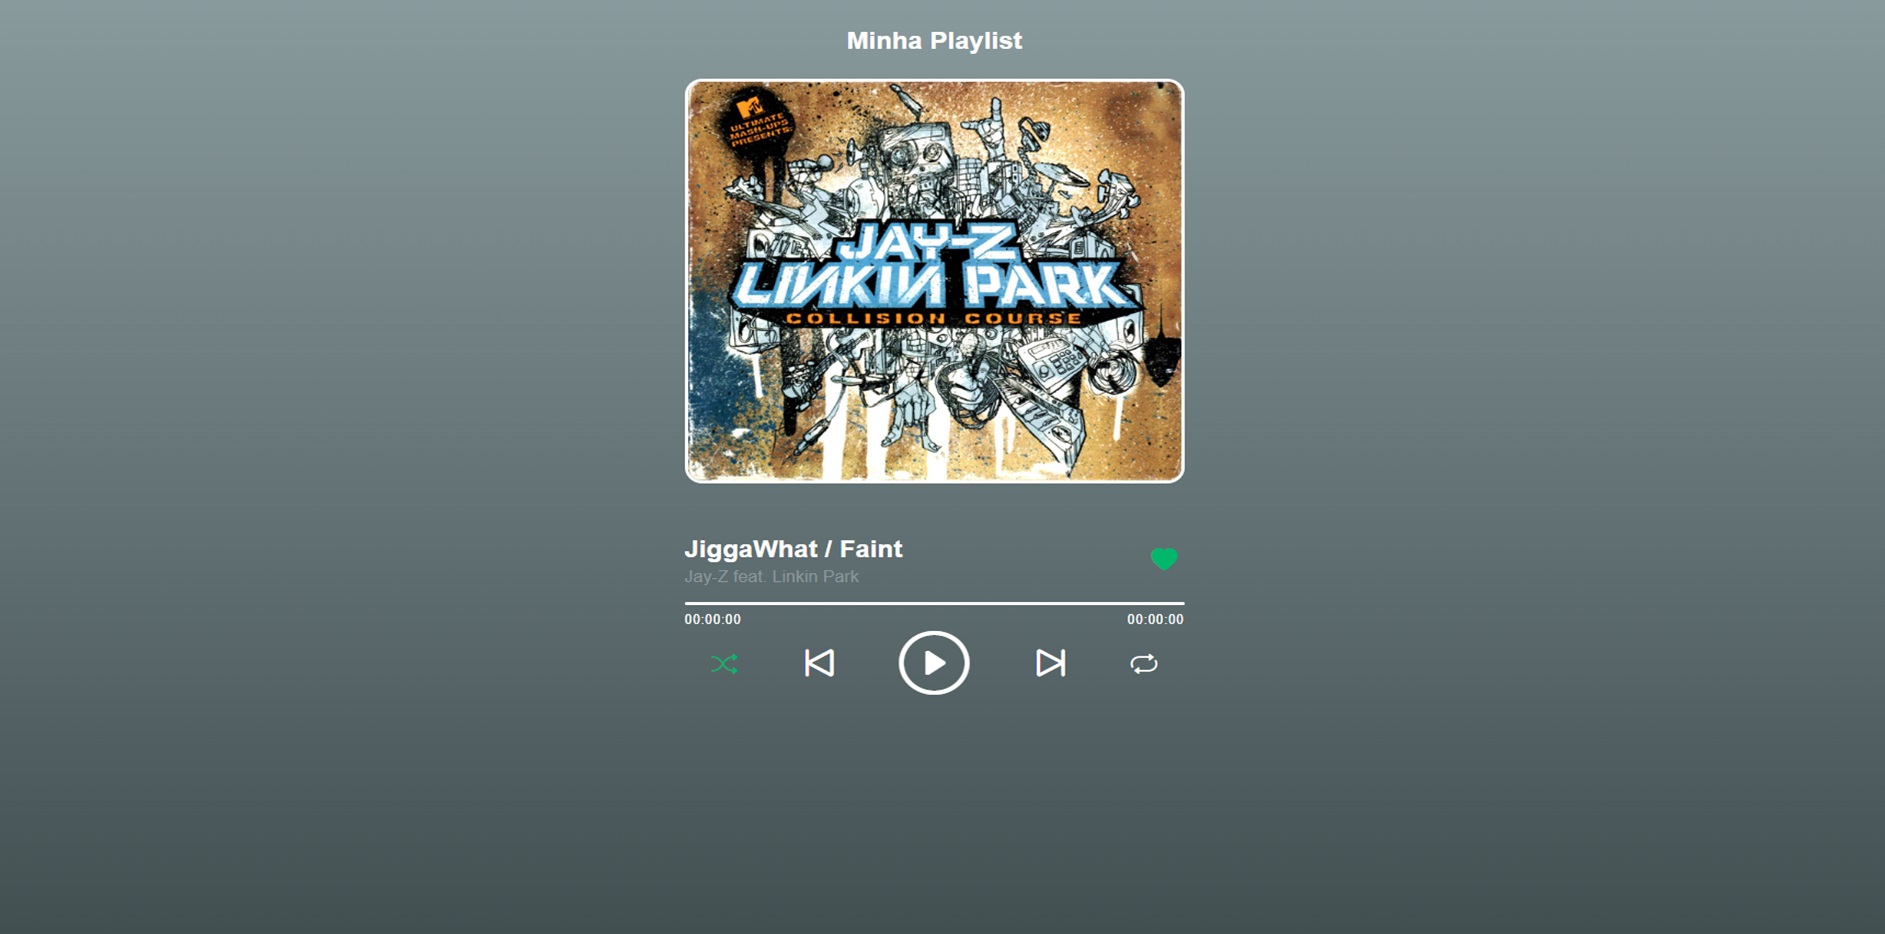 Minha Playlist
MTV
ULTIMATE
MASH-UPS
PRESENTS:
JAY-Z
LINKIN PARK
COLLISION COURSE
JiggaWhat / Faint
Jay-Z feat. Linkin Park
00:00:00 00:00:00